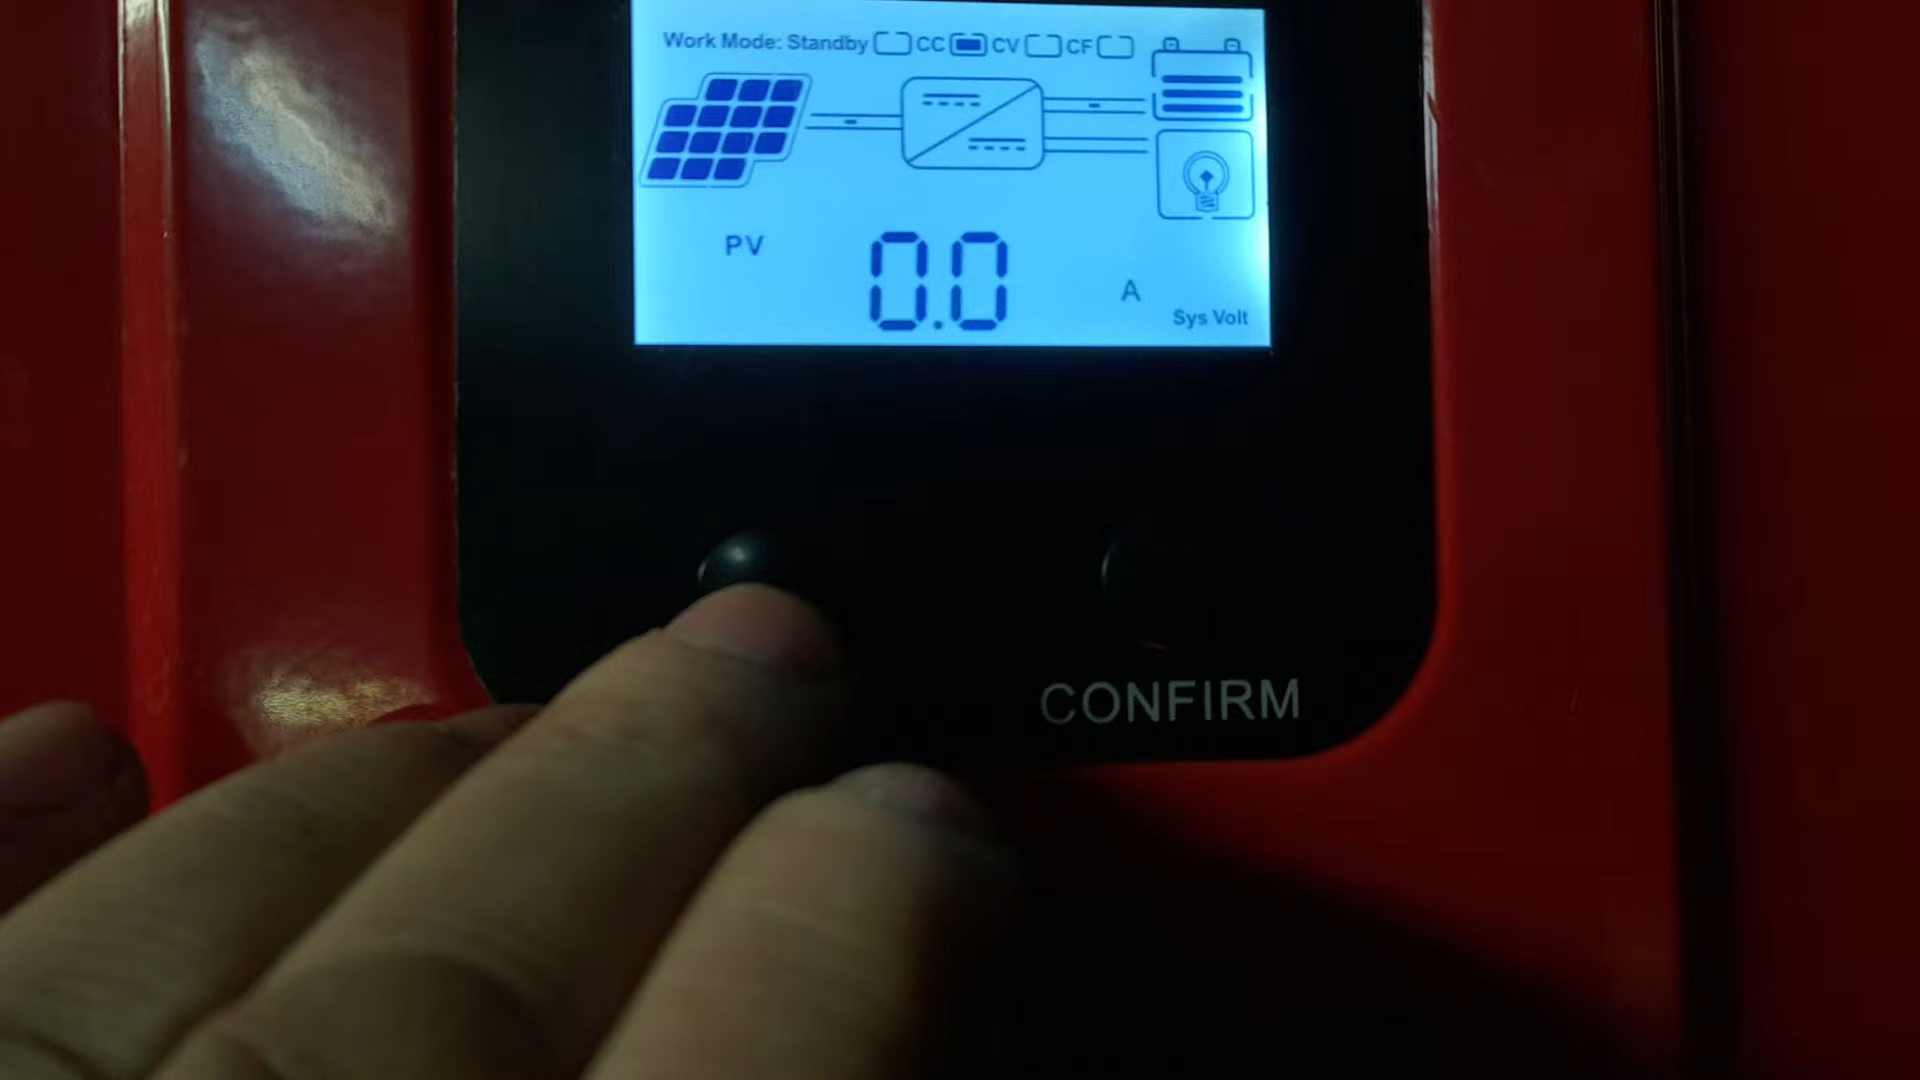 Work Mode: Standby CC CV CF
PV
0.0
A
Sys Volt
CONFIRM